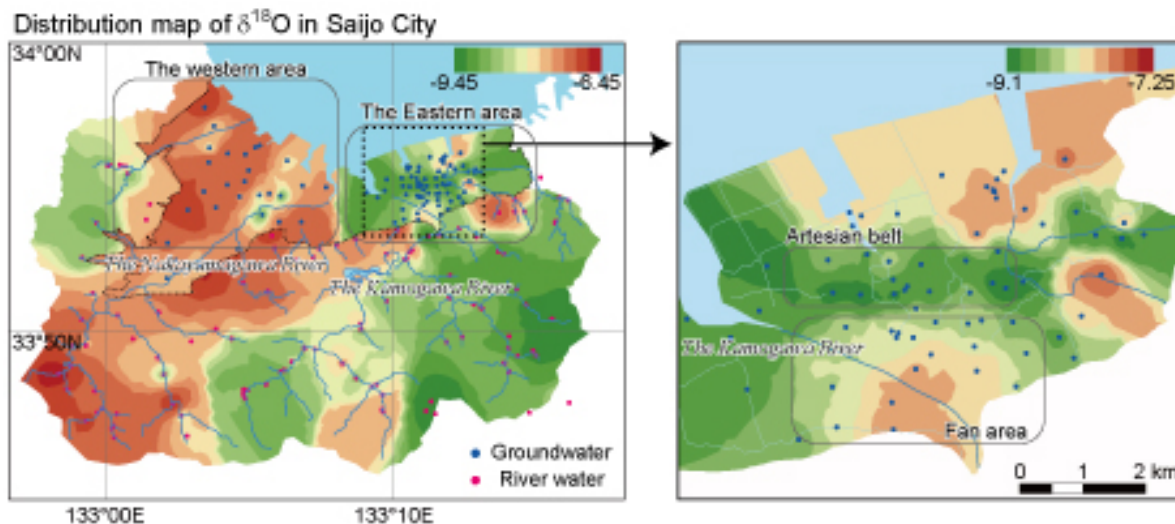 Distribution map of δ18O in Saijo City
34°00N
The western area
-9.45
-6.45
The Eastern area
The Nakayamagawa River
The Kamogawa River
33°50N
Groundwater
River water
133°00E
133°10E
-9.1
-7.25
Artesian belt
The Kamogawa River
Fan area
0 1 2 km